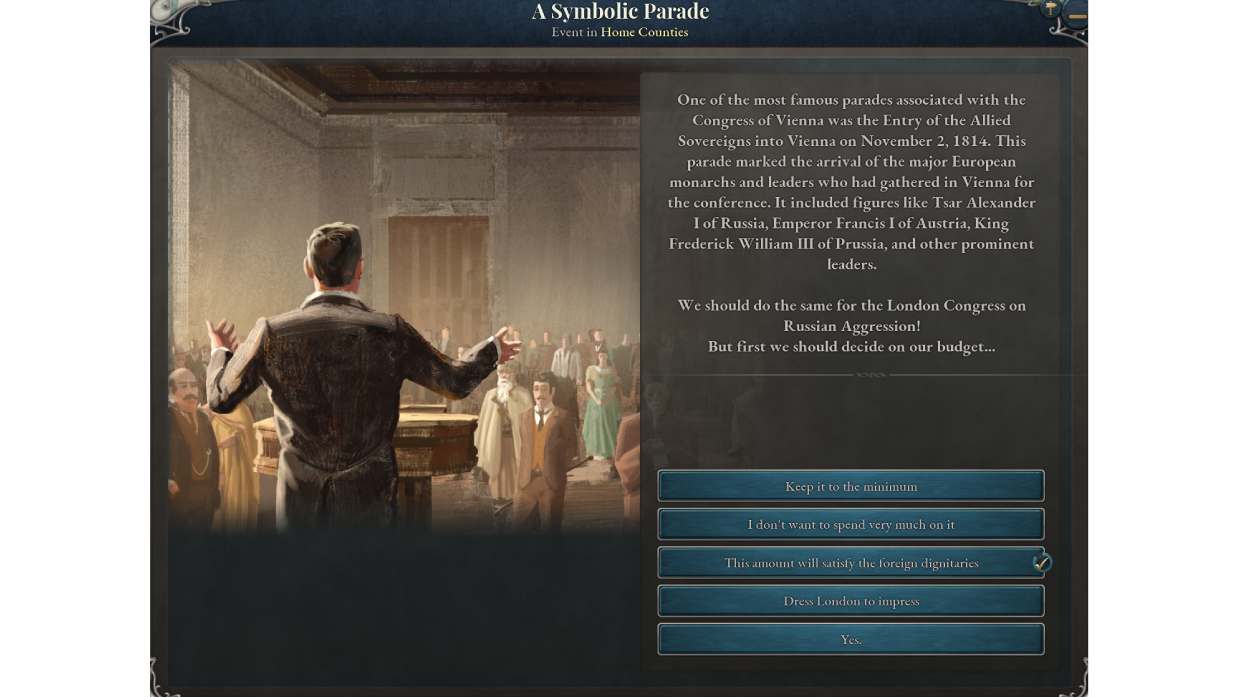 A Symbolic Parade
Event in Home Counties
One of the most famous parades associated with the
Congress of Vienna was the Entry of the Allied
Sovereigns into Vienna on November 2, 1814. This
parade marked the arrival of the major European
monarchs and leaders who had gathered in Vienna for
the conference. It included figures like Tsar Alexander
I of Russia, Emperor Francis I of Austria, King
Frederick William III of Prussia, and other prominent
leaders.
We should do the same for the London Congress on
Russian Aggression!
But first we should decide on our budget...
Keep it to the minimum
I don't want to spend very much on it
This amount will satisfy the foreign dignitaries
Dress London to impress
Yes.